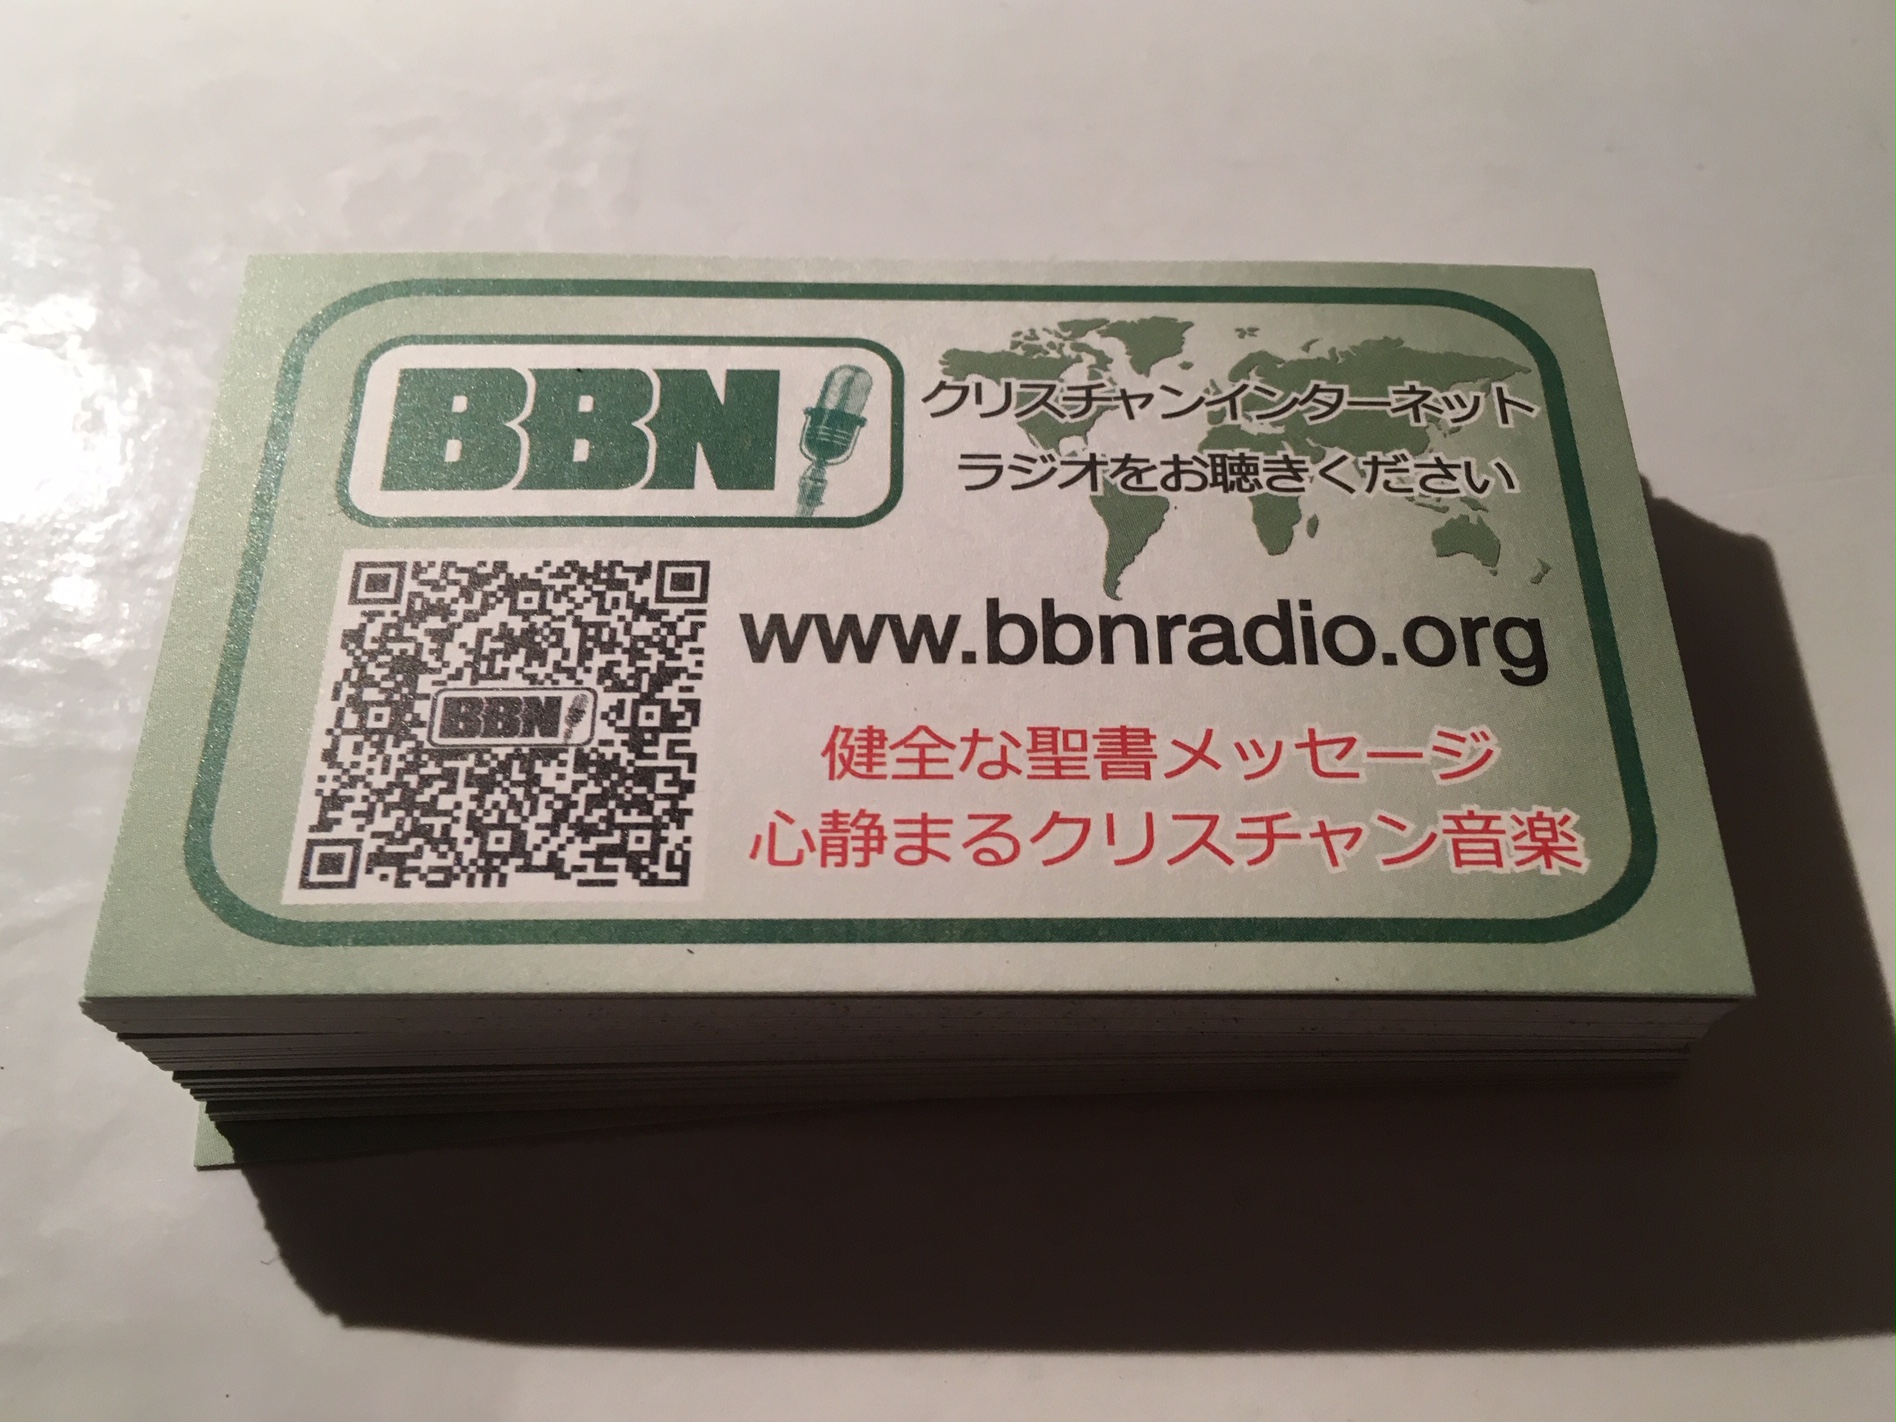 BBN
クリスチャンインターネット
ラジオをお聴きください
www.bbnradio.org
BBN
健全な聖書メッセージ
心静まるクリスチャン音楽